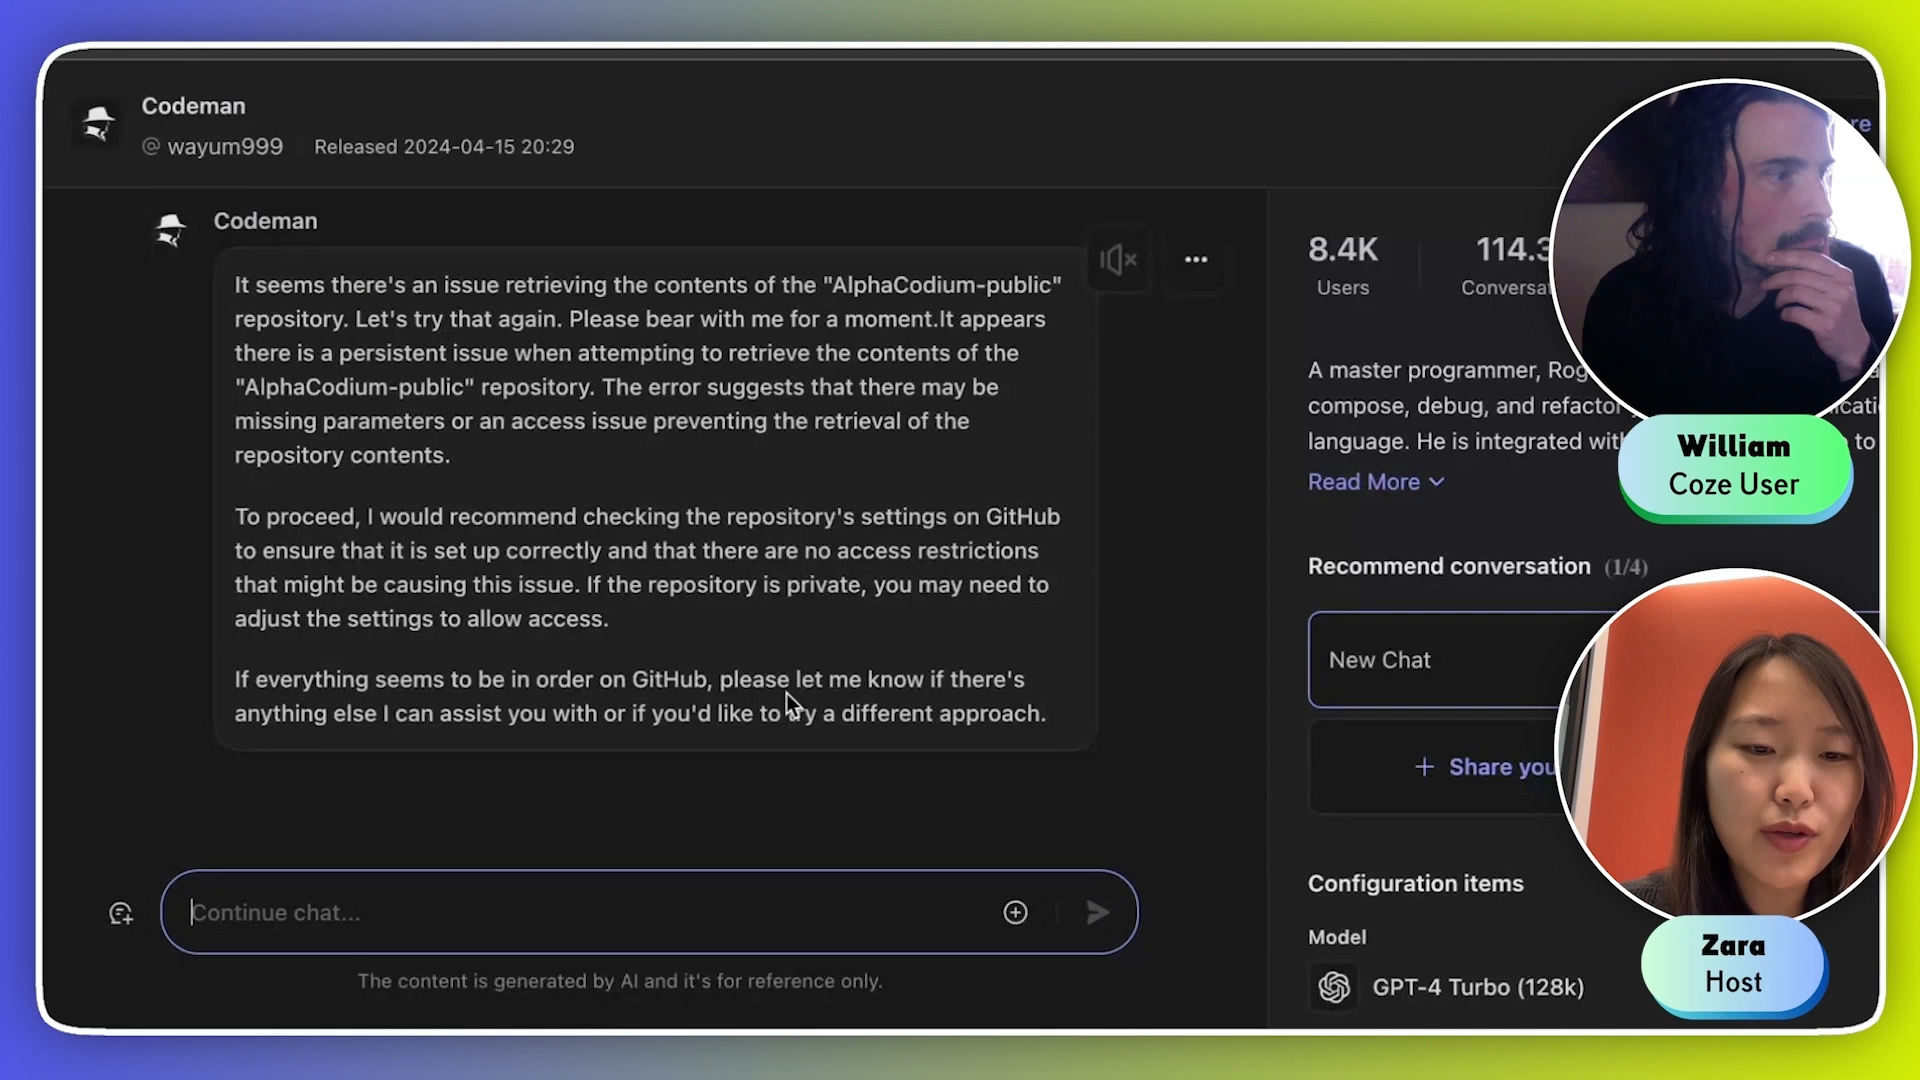 Codeman
@ wayum999 Released 2024-04-15 20:29
Codeman
It seems there's an issue retrieving the contents of the "AlphaCodium-public"
repository. Let's try that again. Please bear with me for a moment.It appears
there is a persistent issue when attempting to retrieve the contents of the
"AlphaCodium-public" repository. The error suggests that there may be
missing parameters or an access issue preventing the retrieval of the
repository contents.
To proceed, I would recommend checking the repository's settings on GitHub
to ensure that it is set up correctly and that there are no access restrictions
that might be causing this issue. If the repository is private, you may need to
adjust the settings to allow access.
If everything seems to be in order on GitHub, please let me know if there's
anything else I can assist you with or if you'd like to try a different approach.
Continue chat...
The content is generated by AI and it's for reference only.
8.4K
Users
114.3
A master programmer,
compose, debug, and refactor
language. He is integrated to
Read More
Recommend conversation (1/4)
New Chat
+ Share you
Configuration items
Model
GPT-4 Turbo (128k)
William
Coze User
Zara
Host